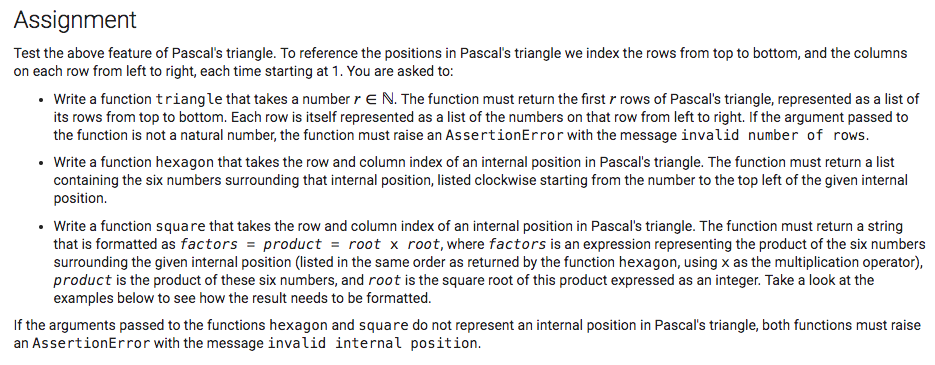 Assignment
Test the above feature of Pascal's triangle. To reference the positions in Pascal's triangle we index the rows from top to bottom, and the columns
on each row from left to right, each time starting at 1. You are asked to:
• Write a function triangle that takes a number r ∈ ℕ. The function must return the first r rows of Pascal's triangle, represented as a list of
its rows from top to bottom. Each row is itself represented as a list of the numbers on that row from left to right. If the argument passed to
the function is not a natural number, the function must raise an AssertionError with the message invalid number of rows.
• Write a function hexagon that takes the row and column index of an internal position in Pascal's triangle. The function must return a list
containing the six numbers surrounding that internal position, listed clockwise starting from the number to the top left of the given internal
position.
• Write a function square that takes the row and column index of an internal position in Pascal's triangle. The function must return a string
that is formatted as factors = product = root x root, where factors is an expression representing the product of the six numbers
surrounding the given internal position (listed in the same order as returned by the function hexagon, using x as the multiplication operator),
product is the product of these six numbers, and root is the square root of this product expressed as an integer. Take a look at the
examples below to see how the result needs to be formatted.
If the arguments passed to the functions hexagon and square do not represent an internal position in Pascal's triangle, both functions must raise
an AssertionError with the message invalid internal position.